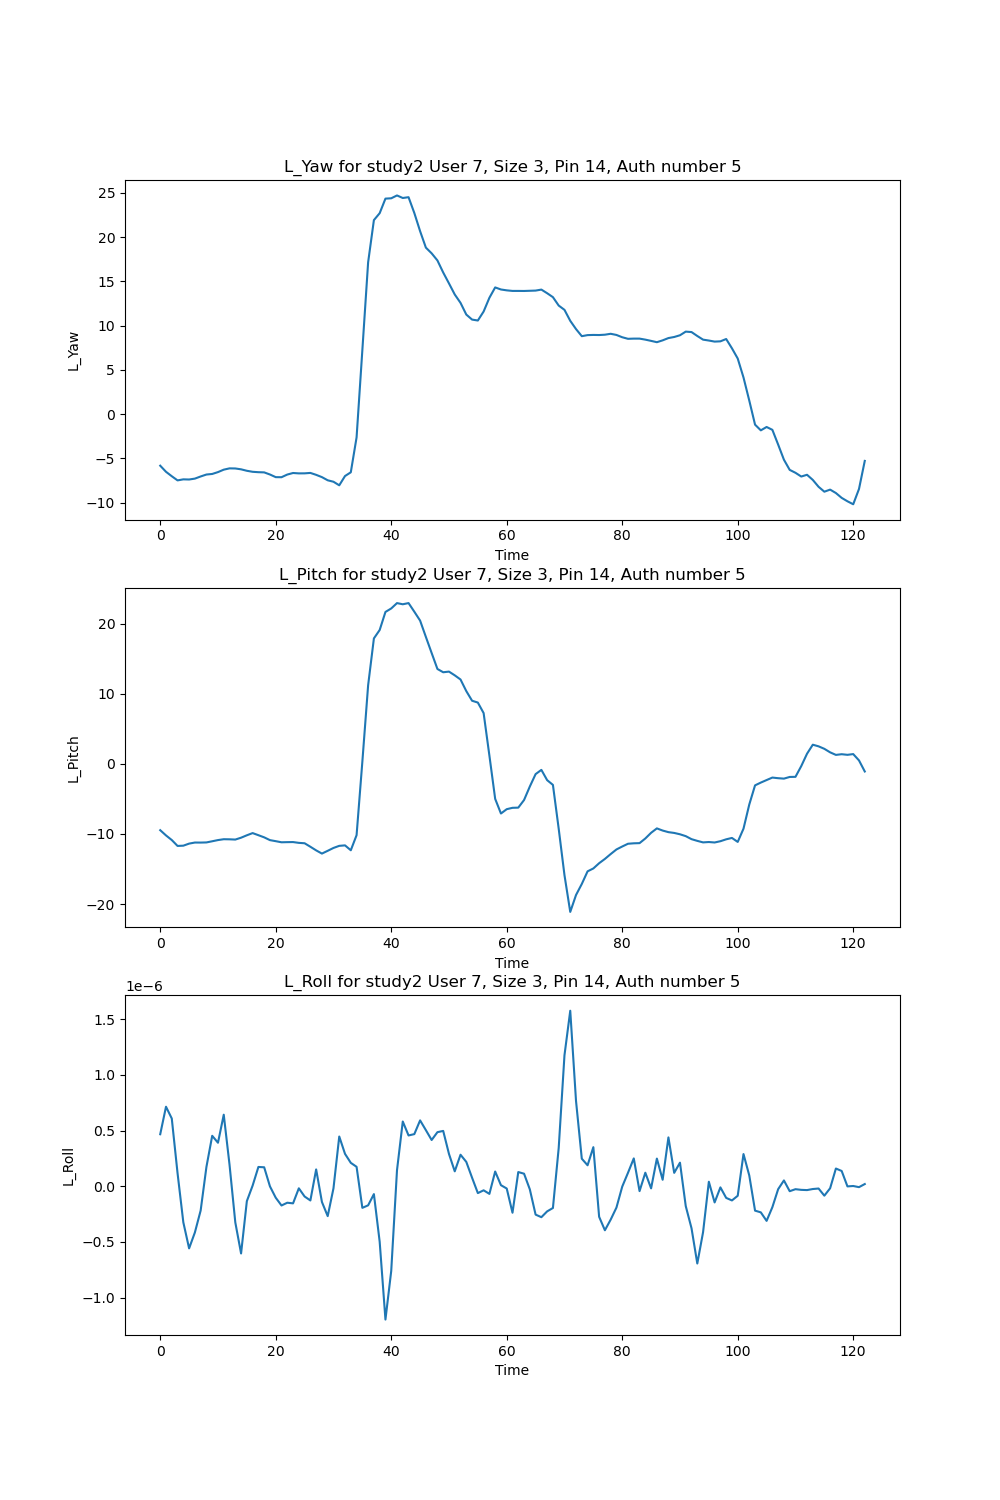 L_Yaw for study2 User 7, Size 3, Pin 14, Auth number 5
25
20
15
10
5
0
−5
−10
L_Yaw
0 20 40 60 80 100 120
Time
L_Pitch for study2 User 7, Size 3, Pin 14, Auth number 5
20
10
0
−10
−20
L_Pitch
0 20 40 60 80 100 120
Time
L_Roll for study2 User 7, Size 3, Pin 14, Auth number 5
1e−6
1.5
1.0
0.5
0.0
−0.5
−1.0
L_Roll
0 20 40 60 80 100 120
Time